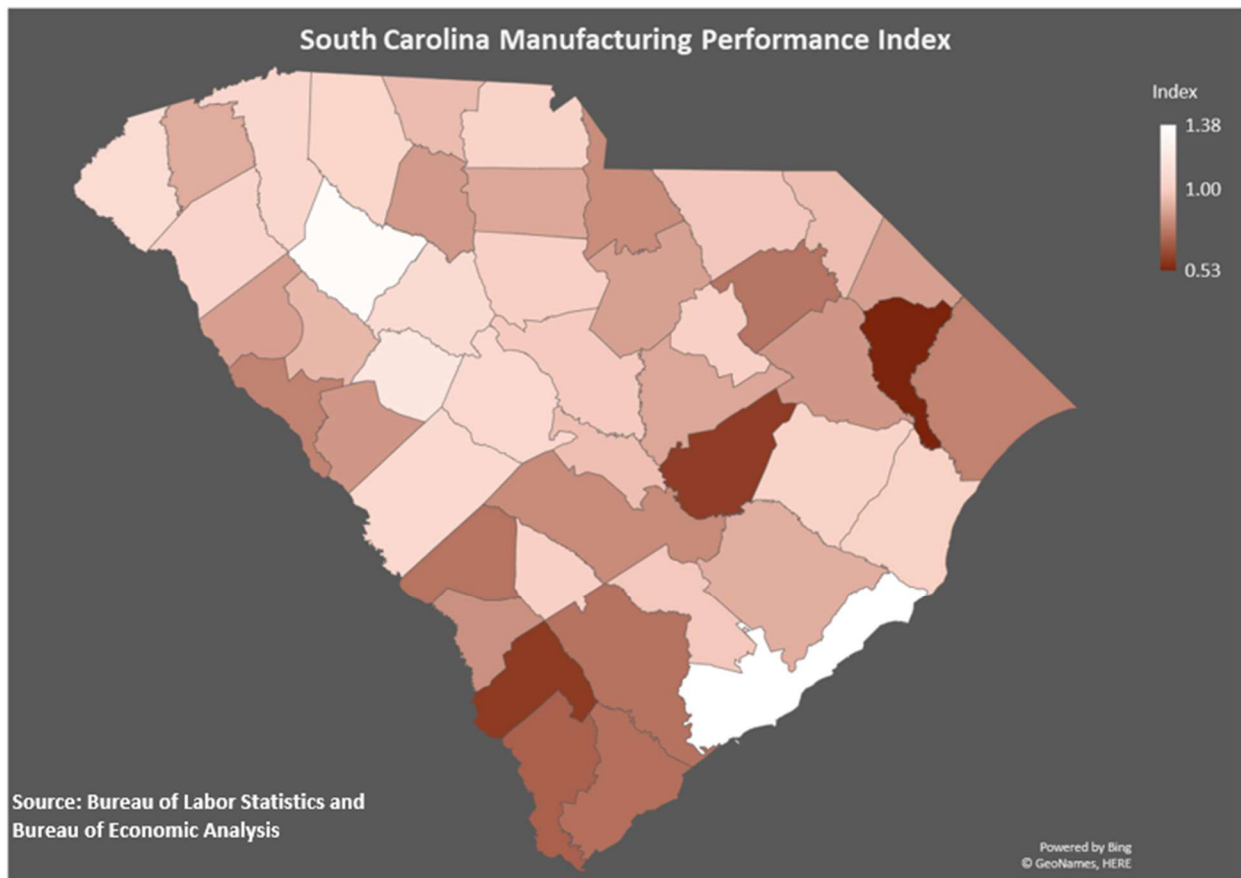 South Carolina Manufacturing Performance Index
Index
1.38
1.00
0.53
Source: Bureau of Labor Statistics and
Bureau of Economic Analysis
Powered by Bing
© GeoNames, HERE